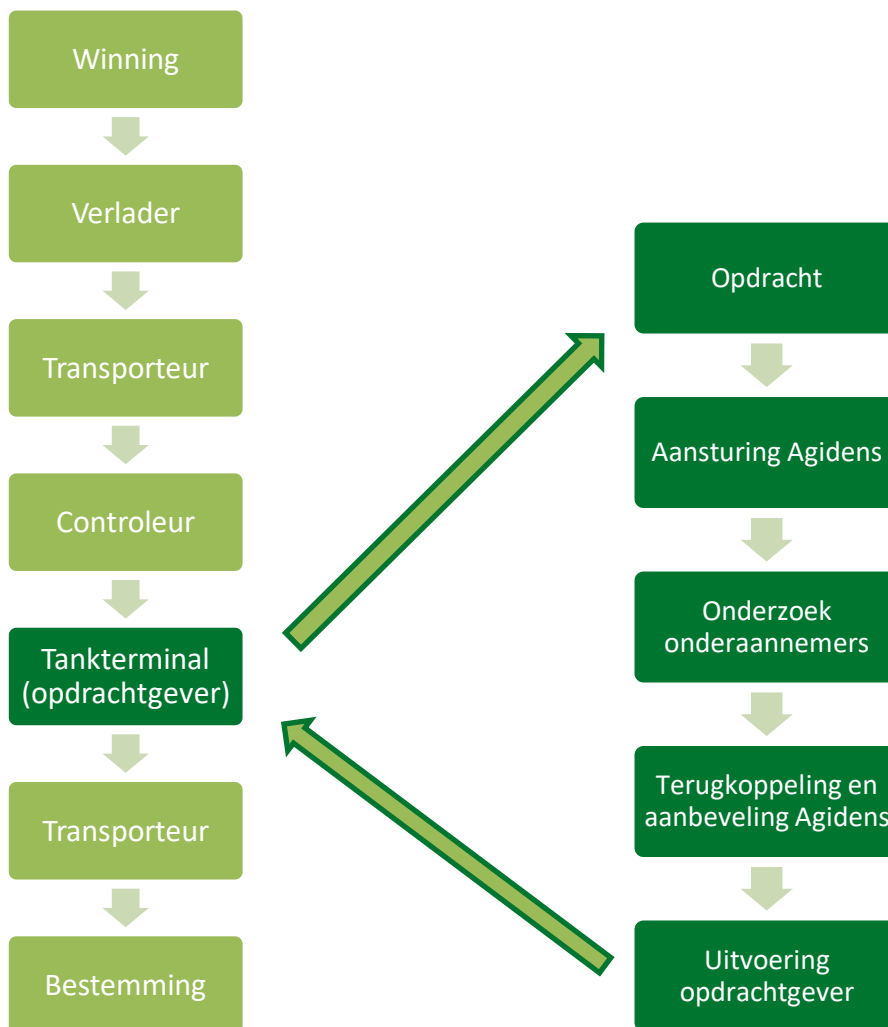 Winning
Verlader
Transporteur
Controleur
Tankterminal
(opdrachtgever)
Transporteur
Bestemming
Opdracht
Aansturing Agidens
Onderzoek
onderaannemers
Terugkoppeling en
aanbeveling Agidens
Uitvoering
opdrachtgever